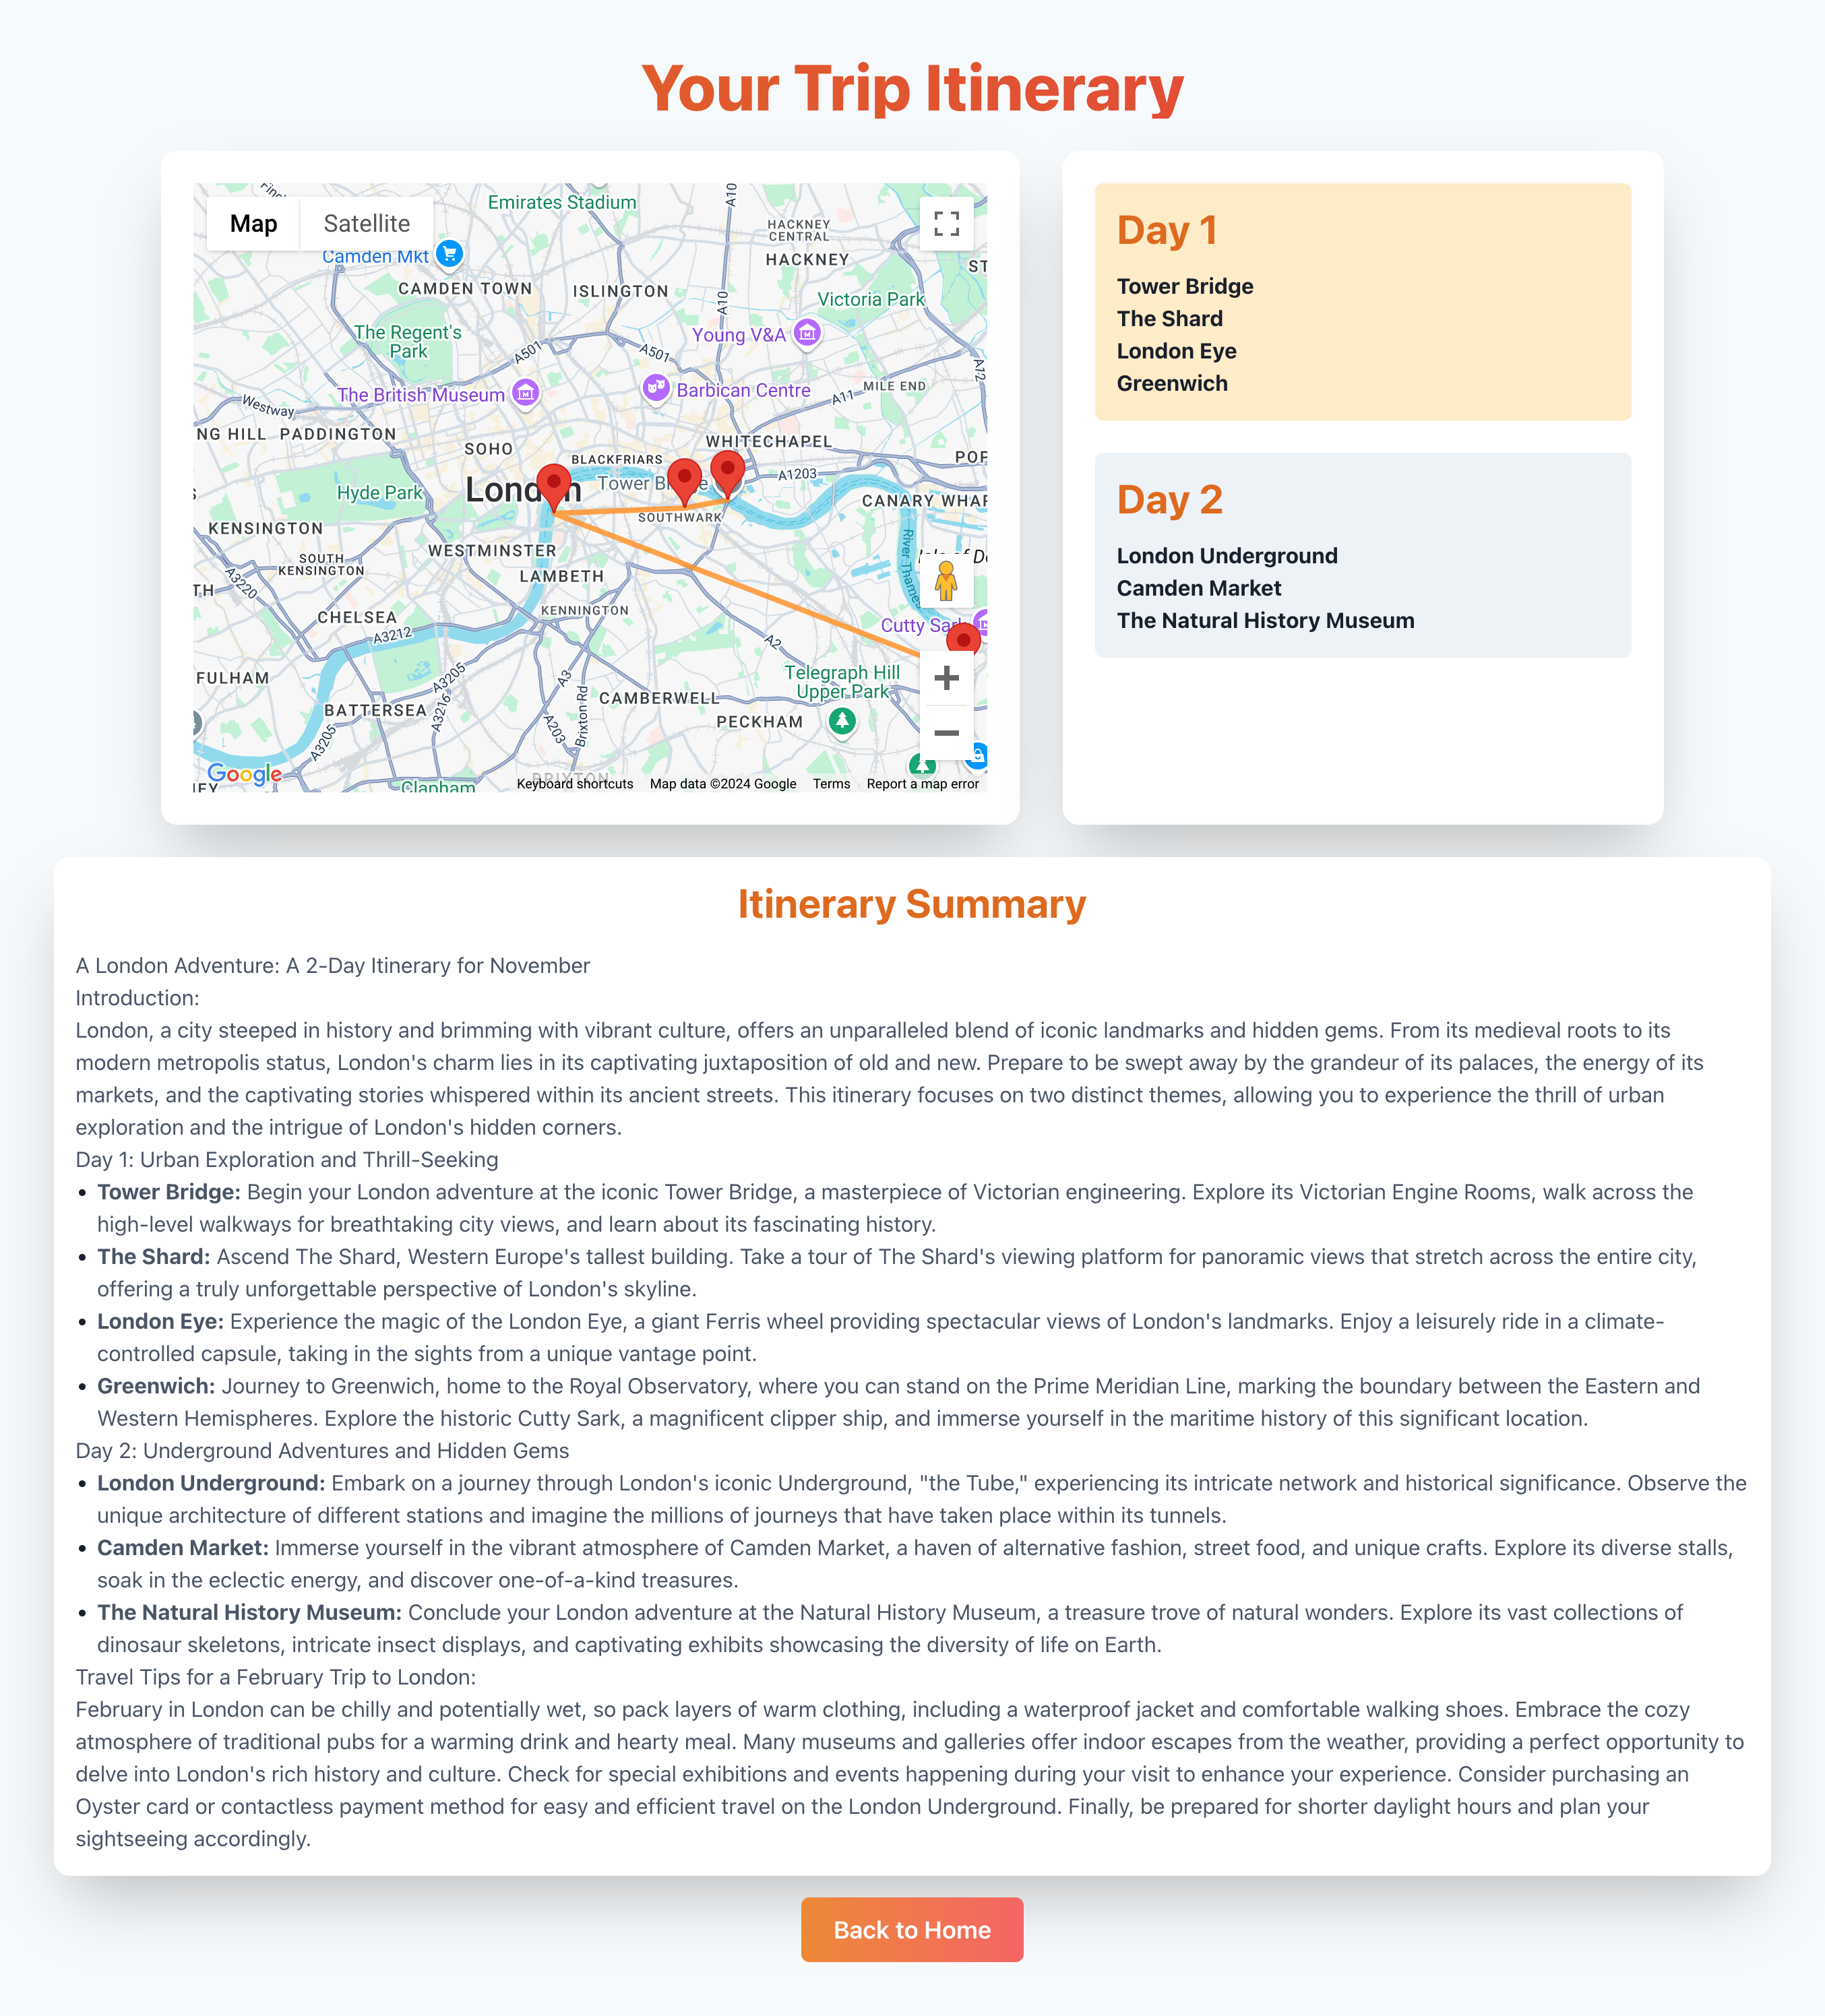 Your Trip Itinerary
Map
Satellite
Emirates Stadium
A10
HACKNEY
CENTRAL
HACKNEY
Camden Mkt
CAMDEN TOWN
ISLINGTON
A10
Victoria Park
The Regent's
Park
A501
A501
Young V&A
A12
The British Museum
Barbican Centre
MILE END
Westway
A11
PADDINGTON
SOHO
WHITECHAPEL
BLACKFRIARS
A1203
Hyde Park
London
Tower Bridge
SOUTHWARK
KENSINGTON
WESTMINSTER
SOUTH
KENSINGTON
LAMBETH
River Thames
A3220
KENNINGTON
CHELSEA
A3212
A2
Cutty Sark
FULHAM
A3205
A3
Telegraph Hill
Upper Park
CAMBERWELL
BATTERSEA
A3216
Brixton Rd
A203
PECKHAM
A3205
Google
BRIXTON
Clapham
Keyboard shortcuts
Map data ©2024 Google
Terms
Report a map error
Day 1
Tower Bridge
The Shard
London Eye
Greenwich
Day 2
London Underground
Camden Market
The Natural History Museum
Itinerary Summary
A London Adventure: A 2-Day Itinerary for November
Introduction:
London, a city steeped in history and brimming with vibrant culture, offers an unparalleled blend of iconic landmarks and hidden gems. From its medieval roots to its
modern metropolis status, London's charm lies in its captivating juxtaposition of old and new. Prepare to be swept away by the grandeur of its palaces, the energy of its
markets, and the captivating stories whispered within its ancient streets. This itinerary focuses on two distinct themes, allowing you to experience the thrill of urban
exploration and the intrigue of London's hidden corners.
Day 1: Urban Exploration and Thrill-Seeking
• Tower Bridge: Begin your London adventure at the iconic Tower Bridge, a masterpiece of Victorian engineering. Explore its Victorian Engine Rooms, walk across the
high-level walkways for breathtaking city views, and learn about its fascinating history.
• The Shard: Ascend The Shard, Western Europe's tallest building. Take a tour of The Shard's viewing platform for panoramic views that stretch across the entire city,
offering a truly unforgettable perspective of London's skyline.
• London Eye: Experience the magic of the London Eye, a giant Ferris wheel providing spectacular views of London's landmarks. Enjoy a leisurely ride in a climate-
controlled capsule, taking in the sights from a unique vantage point.
• Greenwich: Journey to Greenwich, home to the Royal Observatory, where you can stand on the Prime Meridian Line, marking the boundary between the Eastern and
Western Hemispheres. Explore the historic Cutty Sark, a magnificent clipper ship, and immerse yourself in the maritime history of this significant location.
Day 2: Underground Adventures and Hidden Gems
• London Underground: Embark on a journey through London's iconic Underground, "the Tube," experiencing its intricate network and historical significance. Observe the
unique architecture of different stations and imagine the millions of journeys that have taken place within its tunnels.
• Camden Market: Immerse yourself in the vibrant atmosphere of Camden Market, a haven of alternative fashion, street food, and unique crafts. Explore its diverse stalls,
soak in the eclectic energy, and discover one-of-a-kind treasures.
• The Natural History Museum: Conclude your London adventure at the Natural History Museum, a treasure trove of natural wonders. Explore its vast collections of
dinosaur skeletons, intricate insect displays, and captivating exhibits showcasing the diversity of life on Earth.
Travel Tips for a February Trip to London:
February in London can be chilly and potentially wet, so pack layers of warm clothing, including a waterproof jacket and comfortable walking shoes. Embrace the cozy
atmosphere of traditional pubs for a warming drink and hearty meal. Many museums and galleries offer indoor escapes from the weather, providing a perfect opportunity to
delve into London's rich history and culture. Check for special exhibitions and events happening during your visit to enhance your experience. Consider purchasing an
Oyster card or contactless payment method for easy and efficient travel on the London Underground. Finally, be prepared for shorter daylight hours and plan your
sightseeing accordingly.
Back to Home